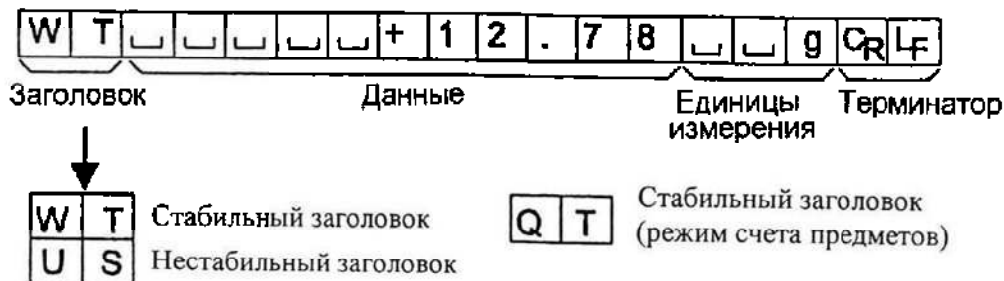 W T ␣ ␣ ␣ ␣ ␣ + 1 2 . 7 8 ␣ ␣ g CR LF
Заголовок Данные Единицы измерения Терминатор
W T Стабильный заголовок
U S Нестабильный заголовок
Q T Стабильный заголовок
(режим счета предметов)